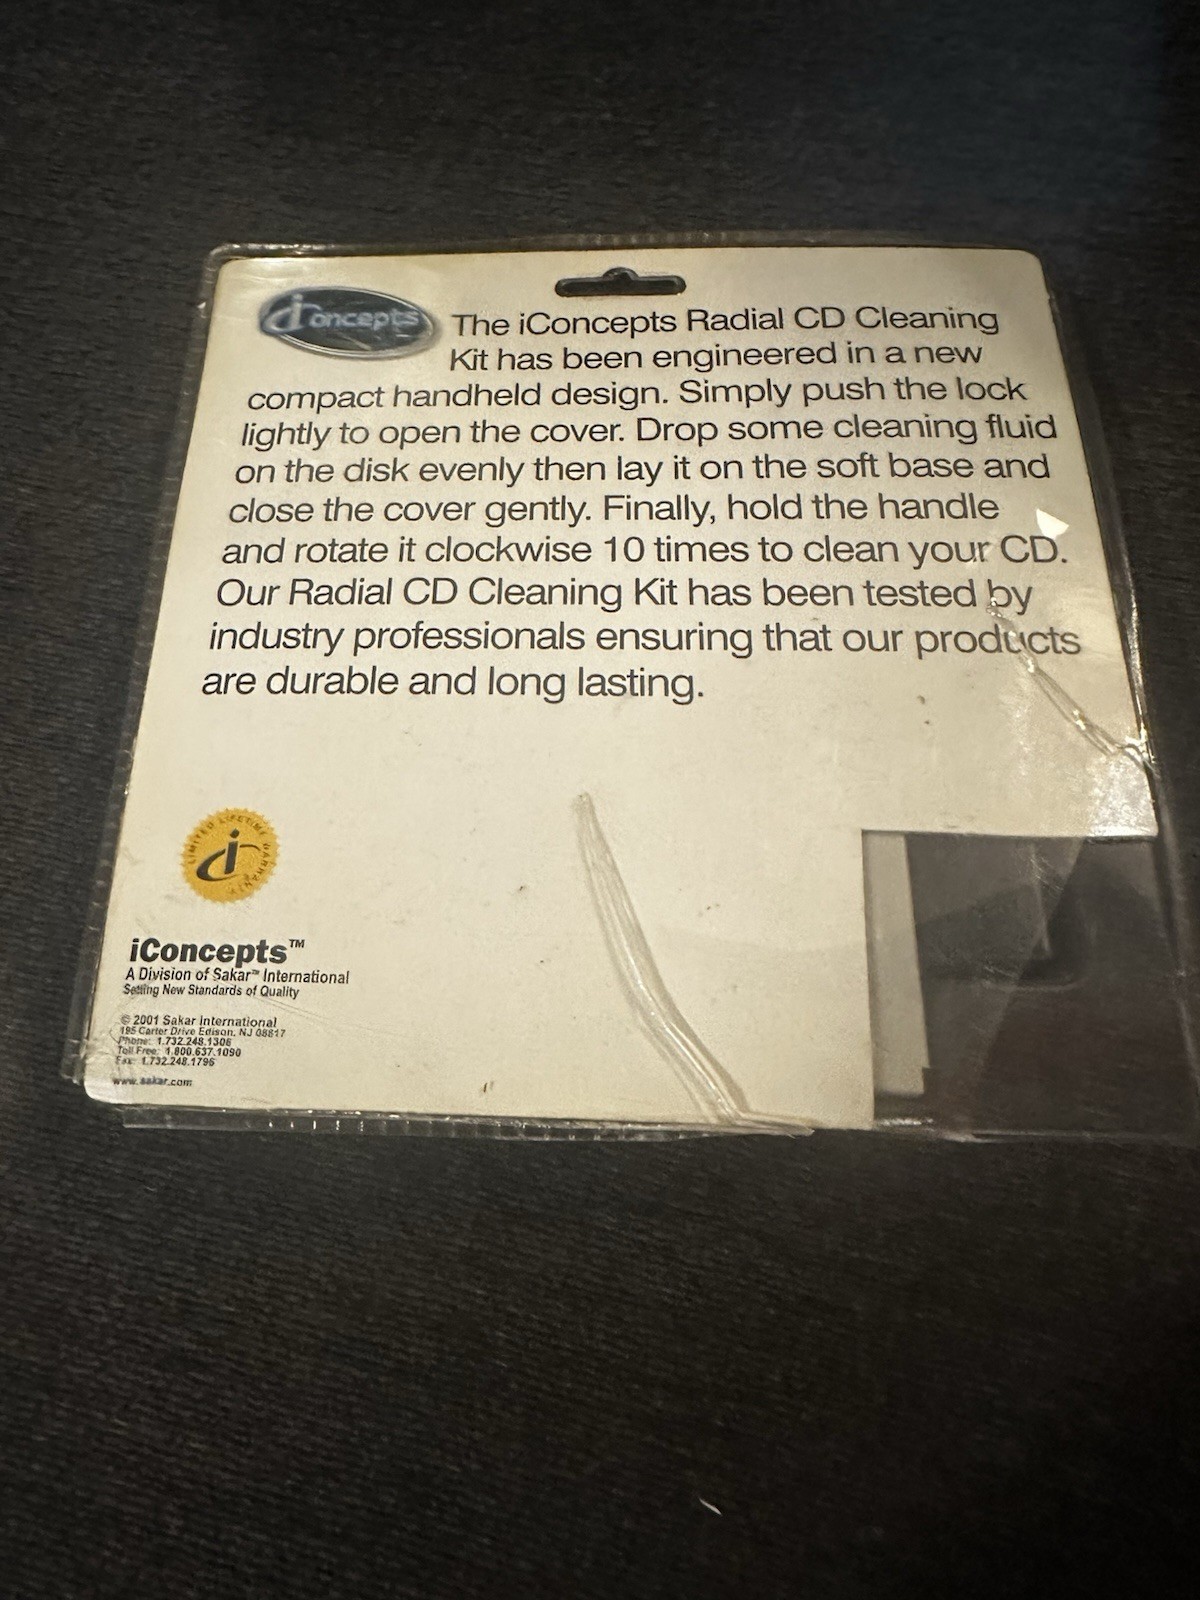 iConcepts
The iConcepts Radial CD Cleaning
Kit has been engineered in a new
compact handheld design. Simply push the lock
lightly to open the cover. Drop some cleaning fluid
on the disk evenly then lay it on the soft base and
close the cover gently. Finally, hold the handle
and rotate it clockwise 10 times to clean your CD.
Our Radial CD Cleaning Kit has been tested by
industry professionals ensuring that our products
are durable and long lasting.
LIMITED LIFETIME WARRANTY
i
iConcepts™
A Division of Sakar™ International
Setting New Standards of Quality
© 2001 Sakar International
195 Carter Drive Edison, NJ 08817
Phone: 1.732.248.1306
Toll Free: 1.800.637.1090
Fax: 1.732.248.1796
www.sakar.com